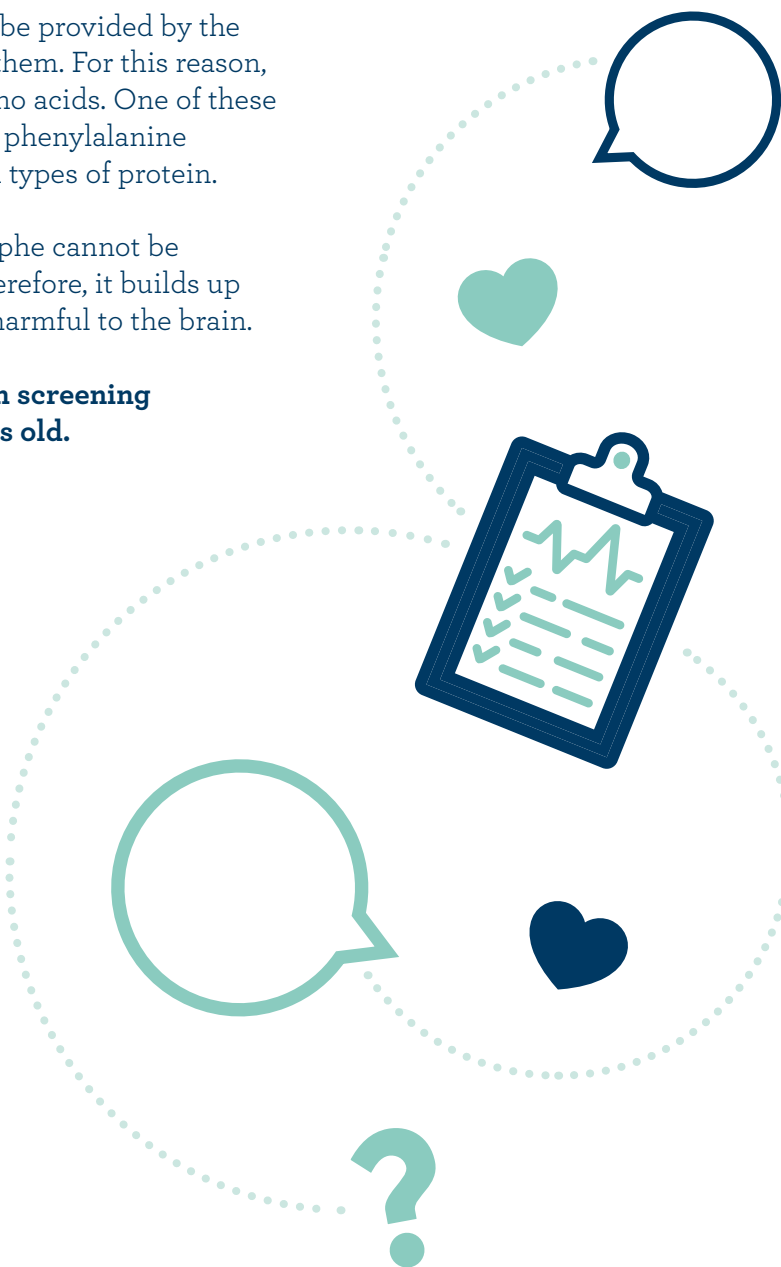 be provided by the
them. For this reason,
no acids. One of these
phenylalanine
types of protein.
phe cannot be
erefore, it builds up
harmful to the brain.
n screening
s old.
?